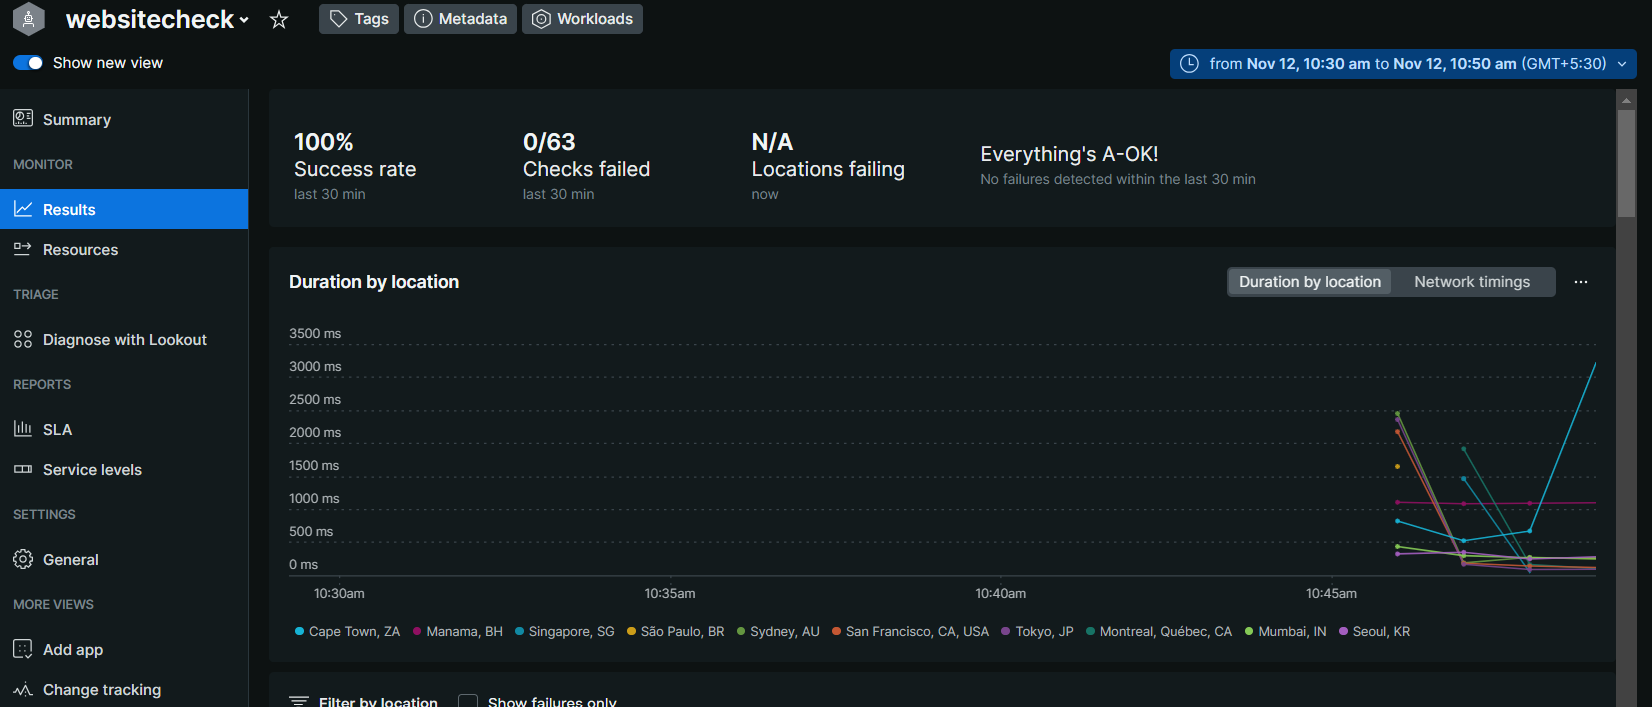 websitecheck
Tags
Metadata
Workloads
Show new view
from Nov 12, 10:30 am to Nov 12, 10:50 am (GMT+5:30)
Summary
MONITOR
Results
Resources
TRIAGE
Diagnose with Lookout
REPORTS
SLA
Service levels
SETTINGS
General
MORE VIEWS
Add app
Change tracking
100%
Success rate
last 30 min
0/63
Checks failed
last 30 min
N/A
Locations failing
now
Everything's A-OK!
No failures detected within the last 30 min
Duration by location
Duration by location
Network timings
3500 ms
3000 ms
2500 ms
2000 ms
1500 ms
1000 ms
500 ms
0 ms
10:30am
10:35am
10:40am
10:45am
Cape Town, ZA
Manama, BH
Singapore, SG
São Paulo, BR
Sydney, AU
San Francisco, CA, USA
Tokyo, JP
Montreal, Québec, CA
Mumbai, IN
Seoul, KR
Filter by location
Show failures only